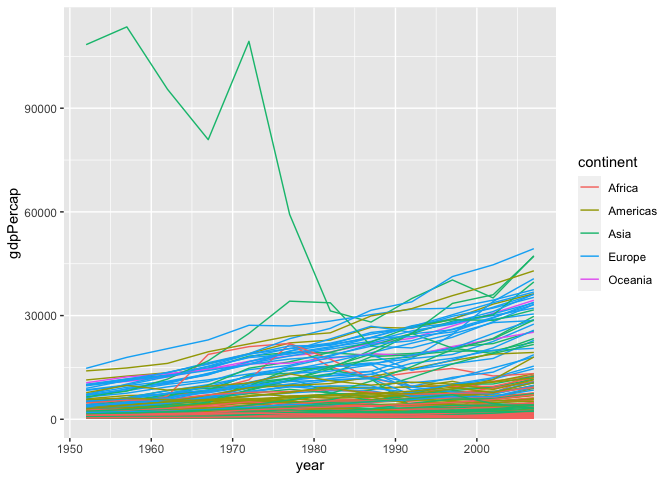 gdpPercap
90000
60000
30000
0
1950
1960
1970
1980
1990
2000
year
continent
Africa
Americas
Asia
Europe
Oceania